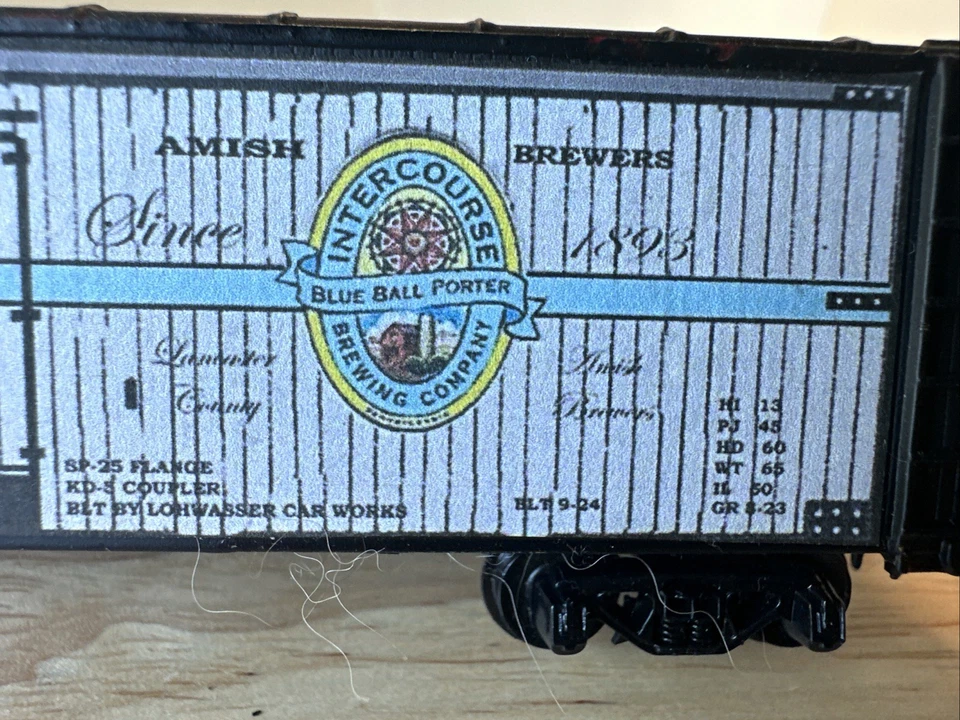 AMISH BREWERS
Since 1893
INTERCOURSE
BLUE BALL PORTER
BREWING COMPANY
PENNSYLVANIA
Lancaster
County
Amish
Brewers
HI 13
PJ 45
HD 60
WT 65
IL 50
GR 8-23
SP-25 FLANGE
KD-5 COUPLER
BLT BY LOHWASSER CAR WORKS
BLT 9-24